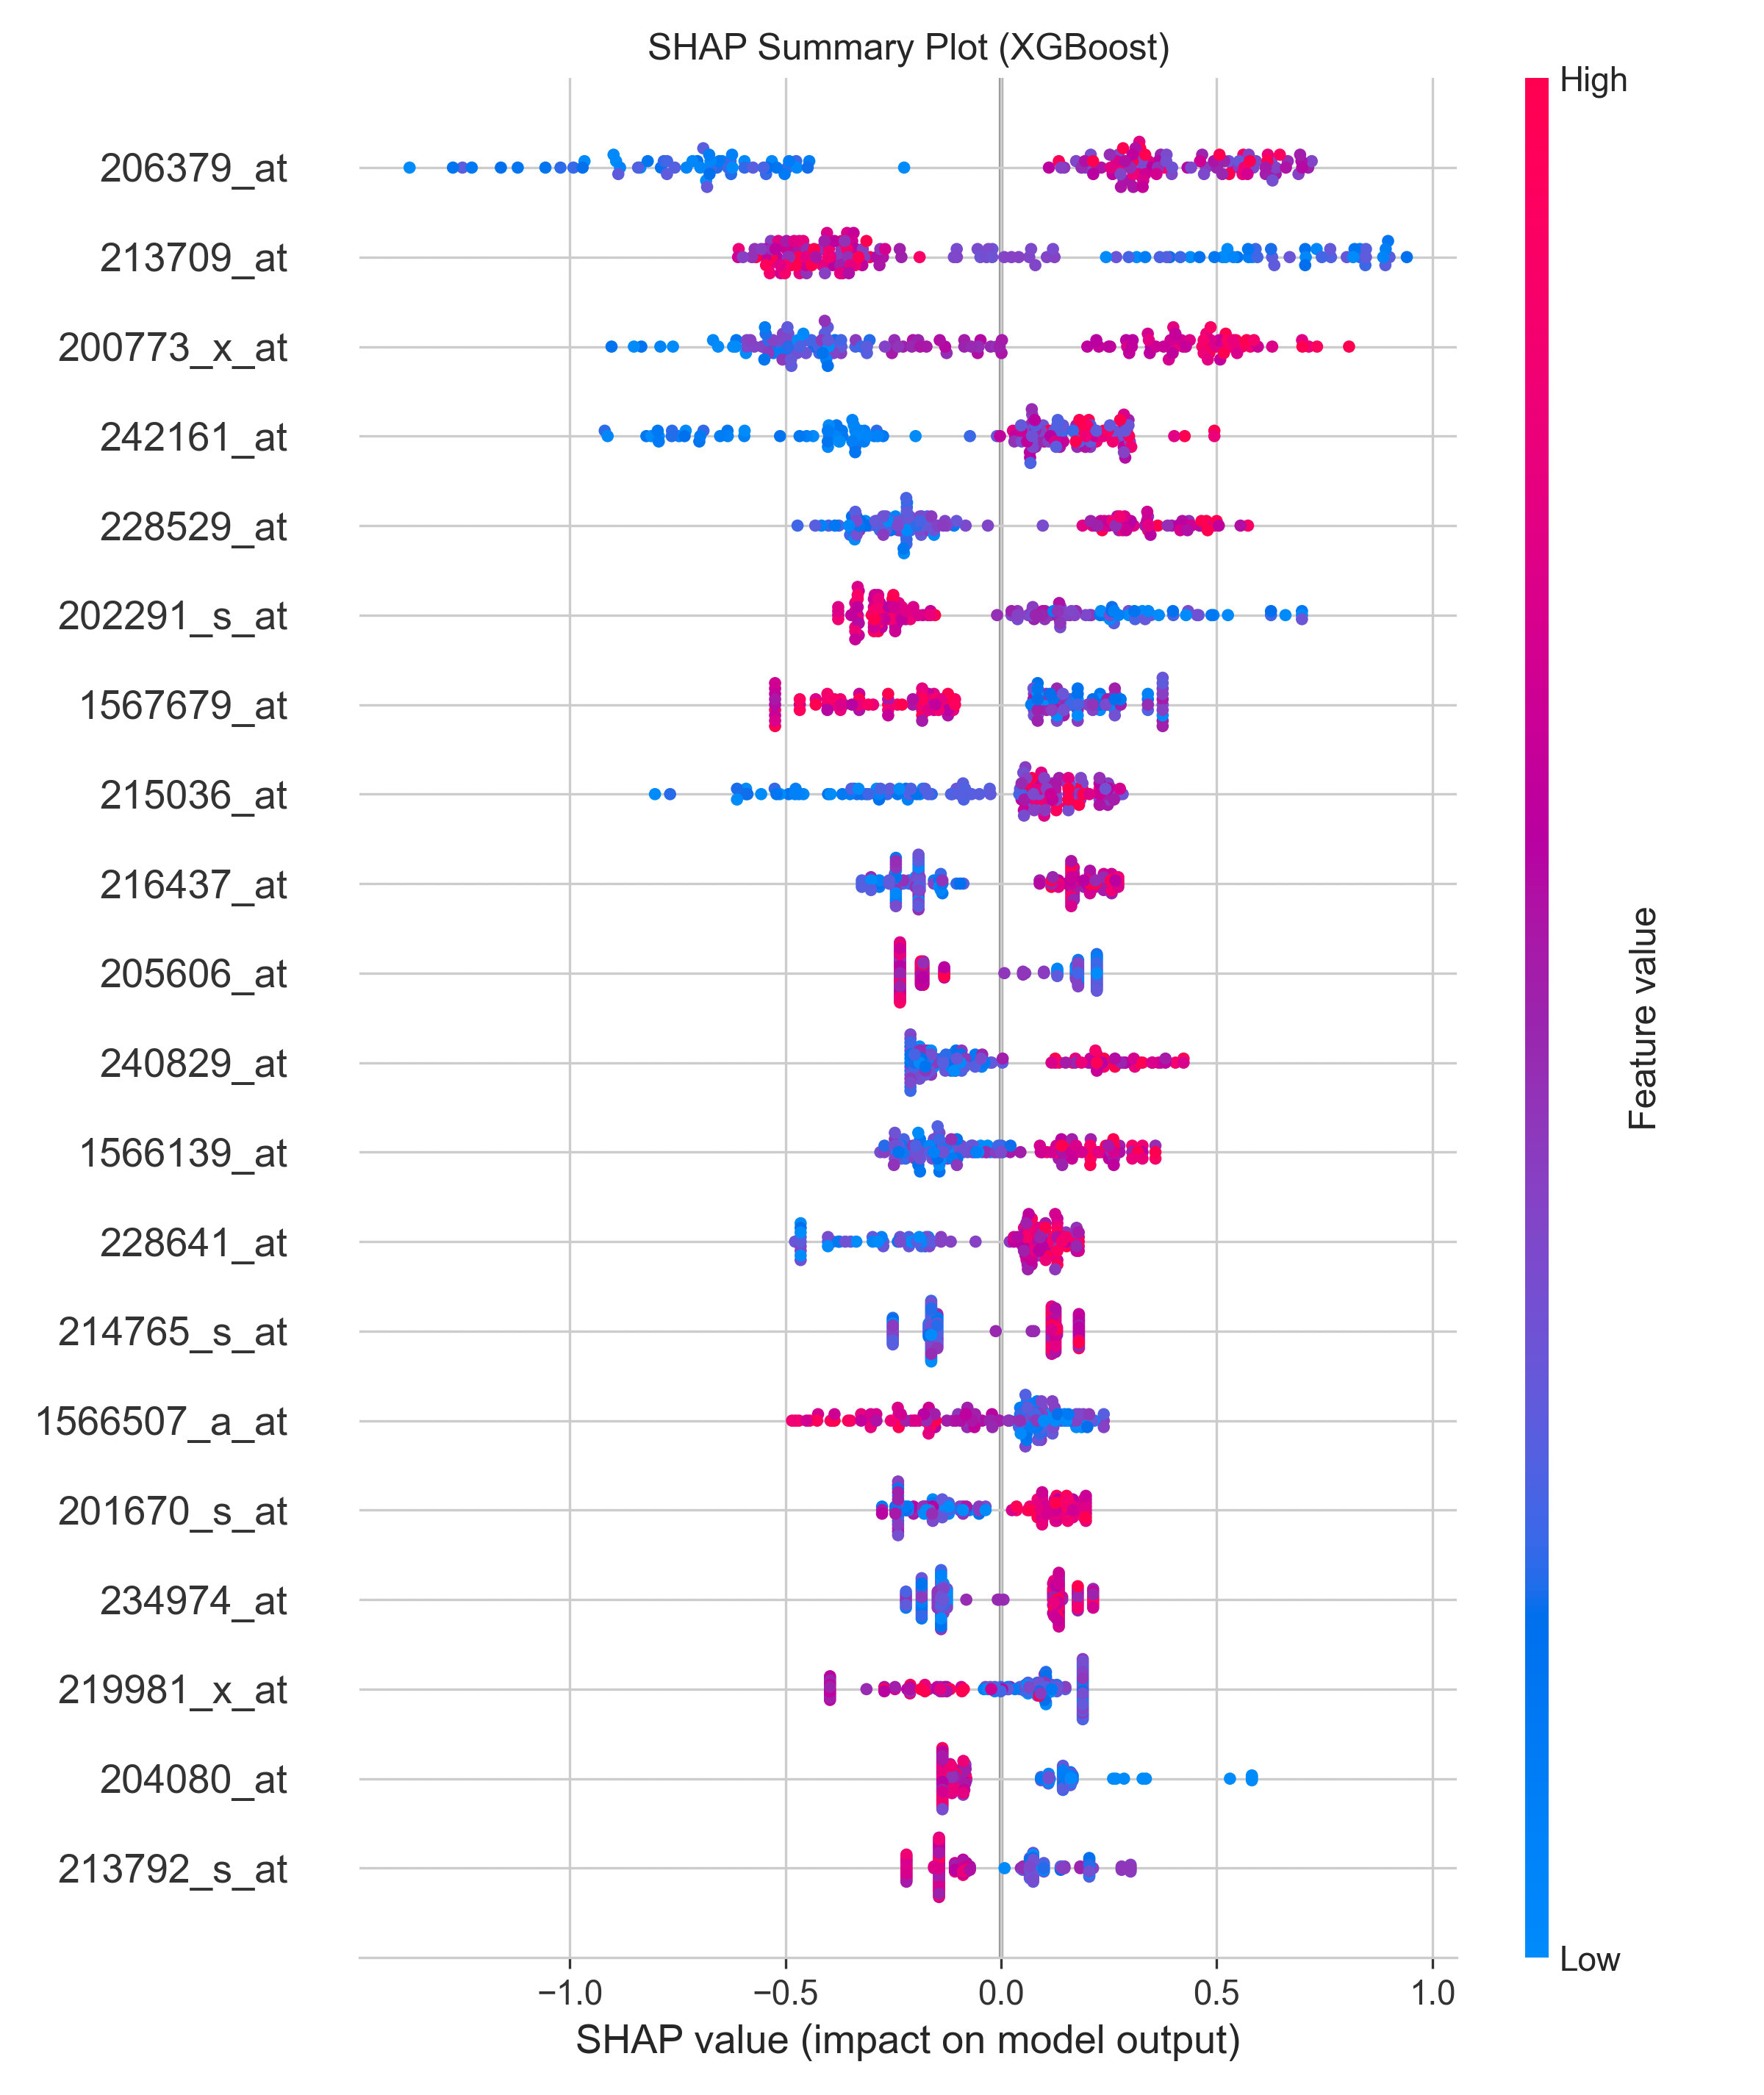 SHAP Summary Plot (XGBoost)
High
206379_at
213709_at
200773_x_at
242161_at
228529_at
202291_s_at
1567679_at
215036_at
216437_at
205606_at
240829_at
1566139_at
228641_at
214765_s_at
1566507_a_at
201670_s_at
234974_at
219981_x_at
204080_at
213792_s_at
Feature value
Low
−1.0 −0.5 0.0 0.5 1.0
SHAP value (impact on model output)